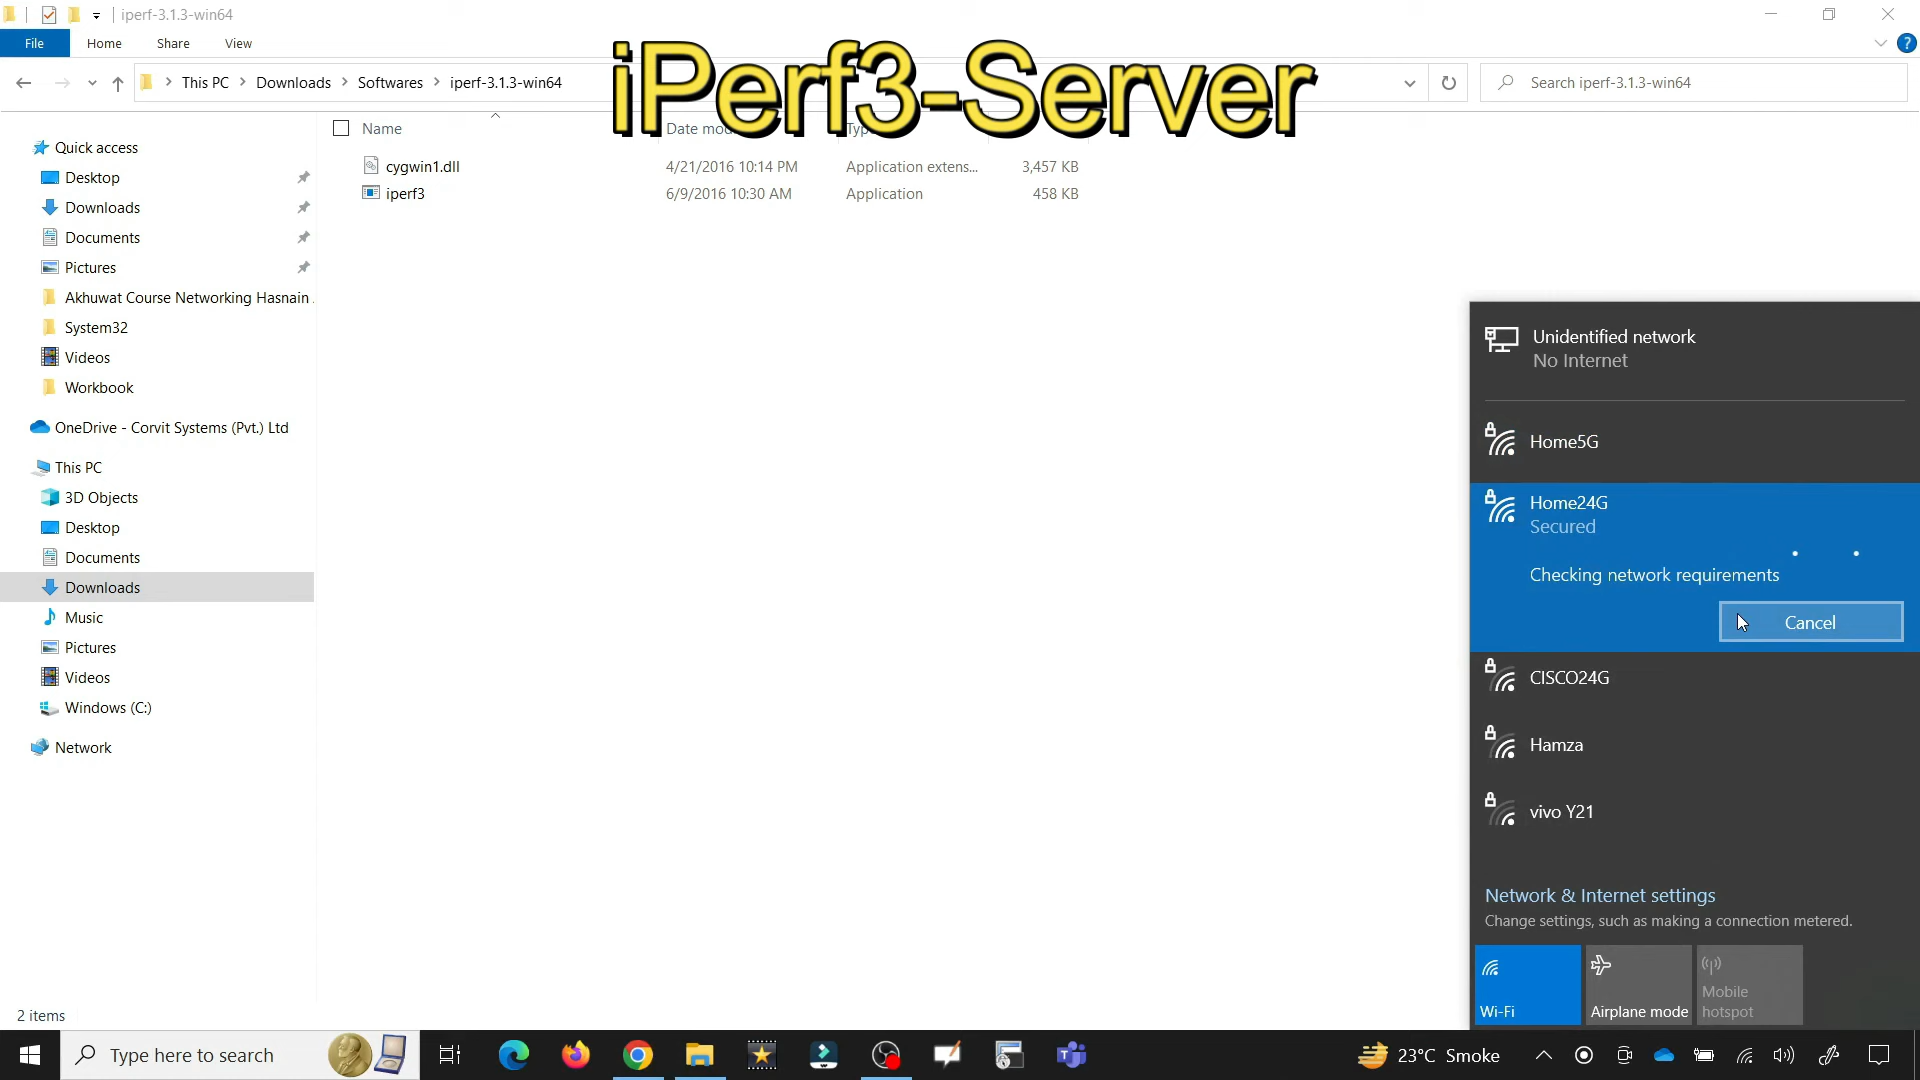 iperf-3.1.3-win64
File
Home
Share
View
This PC
Downloads
Softwares
iperf-3.1.3-win64
Search iperf-3.1.3-win64
iPerf3-Server
Name
Date mod
Typ
cygwin1.dll
4/21/2016 10:14 PM
Application extens...
3,457 KB
iperf3
6/9/2016 10:30 AM
Application
458 KB
Quick access
Desktop
Downloads
Documents
Pictures
Akhuwat Course Networking Hasnain
System32
Videos
Workbook
OneDrive - Corvit Systems (Pvt.) Ltd
This PC
3D Objects
Desktop
Documents
Downloads
Music
Pictures
Videos
Windows (C:)
Network
2 items
Unidentified network
No Internet
Home5G
Home24G
Secured
Checking network requirements
Cancel
CISCO24G
Hamza
vivo Y21
Network & Internet settings
Change settings, such as making a connection metered.
Wi-Fi
Airplane mode
Mobile
hotspot
Type here to search
23°C Smoke